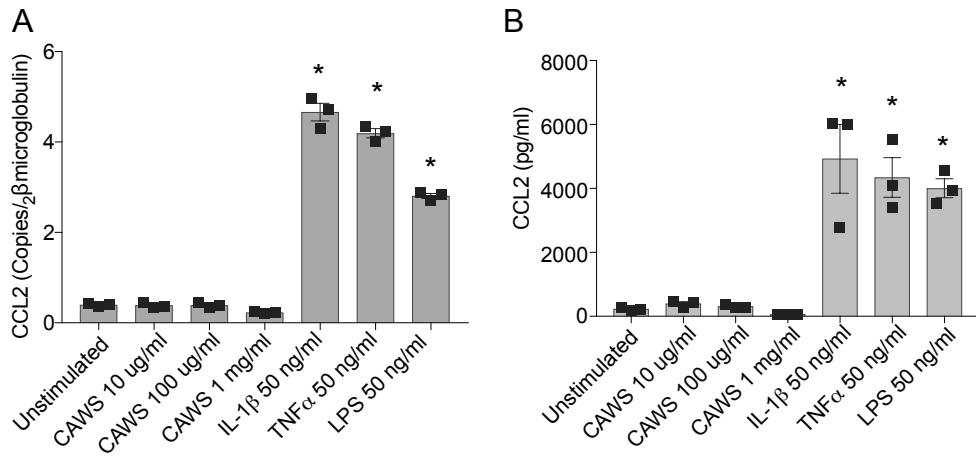 A
CCL2 (Copies/₂βmicroglobulin)
6
4
2
0
* * *
Unstimulated
CAWS 10 ug/ml
CAWS 100 ug/ml
CAWS 1 mg/ml
IL-1β 50 ng/ml
TNFα 50 ng/ml
LPS 50 ng/ml
B
CCL2 (pg/ml)
8000
6000
4000
2000
0
* * *
Unstimulated
CAWS 10 ug/ml
CAWS 100 ug/ml
CAWS 1 mg/ml
IL-1β 50 ng/ml
TNFα 50 ng/ml
LPS 50 ng/ml